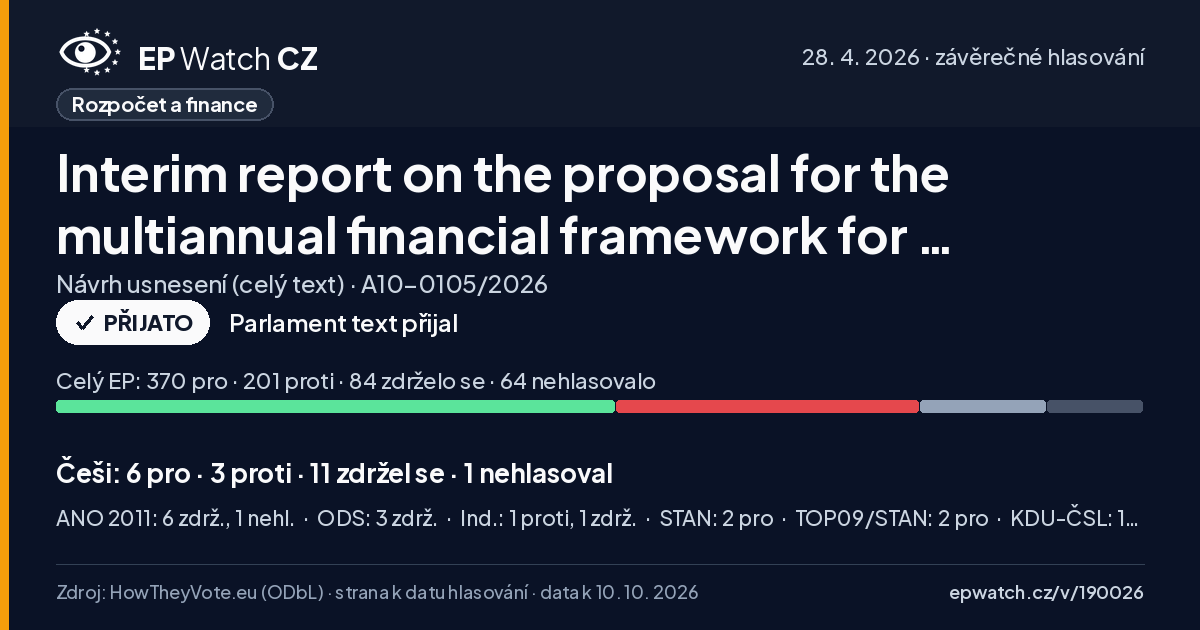 EP Watch CZ
28. 4. 2026 · závěrečné hlasování
Rozpočet a finance
Interim report on the proposal for the
multiannual financial framework for …
Návrh usnesení (celý text) · A10-0105/2026
✓ PŘIJATO Parlament text přijal
Celý EP: 370 pro · 201 proti · 84 zdrželo se · 64 nehlasovalo
Češi: 6 pro · 3 proti · 11 zdržel se · 1 nehlasoval
ANO 2011: 6 zdrž., 1 nehl. · ODS: 3 zdrž. · Ind.: 1 proti, 1 zdrž. · STAN: 2 pro · TOP09/STAN: 2 pro · KDU-ČSL: 1…
Zdroj: HowTheyVote.eu (ODbL) · strana k datu hlasování · data k 10. 10. 2026
epwatch.cz/v/190026